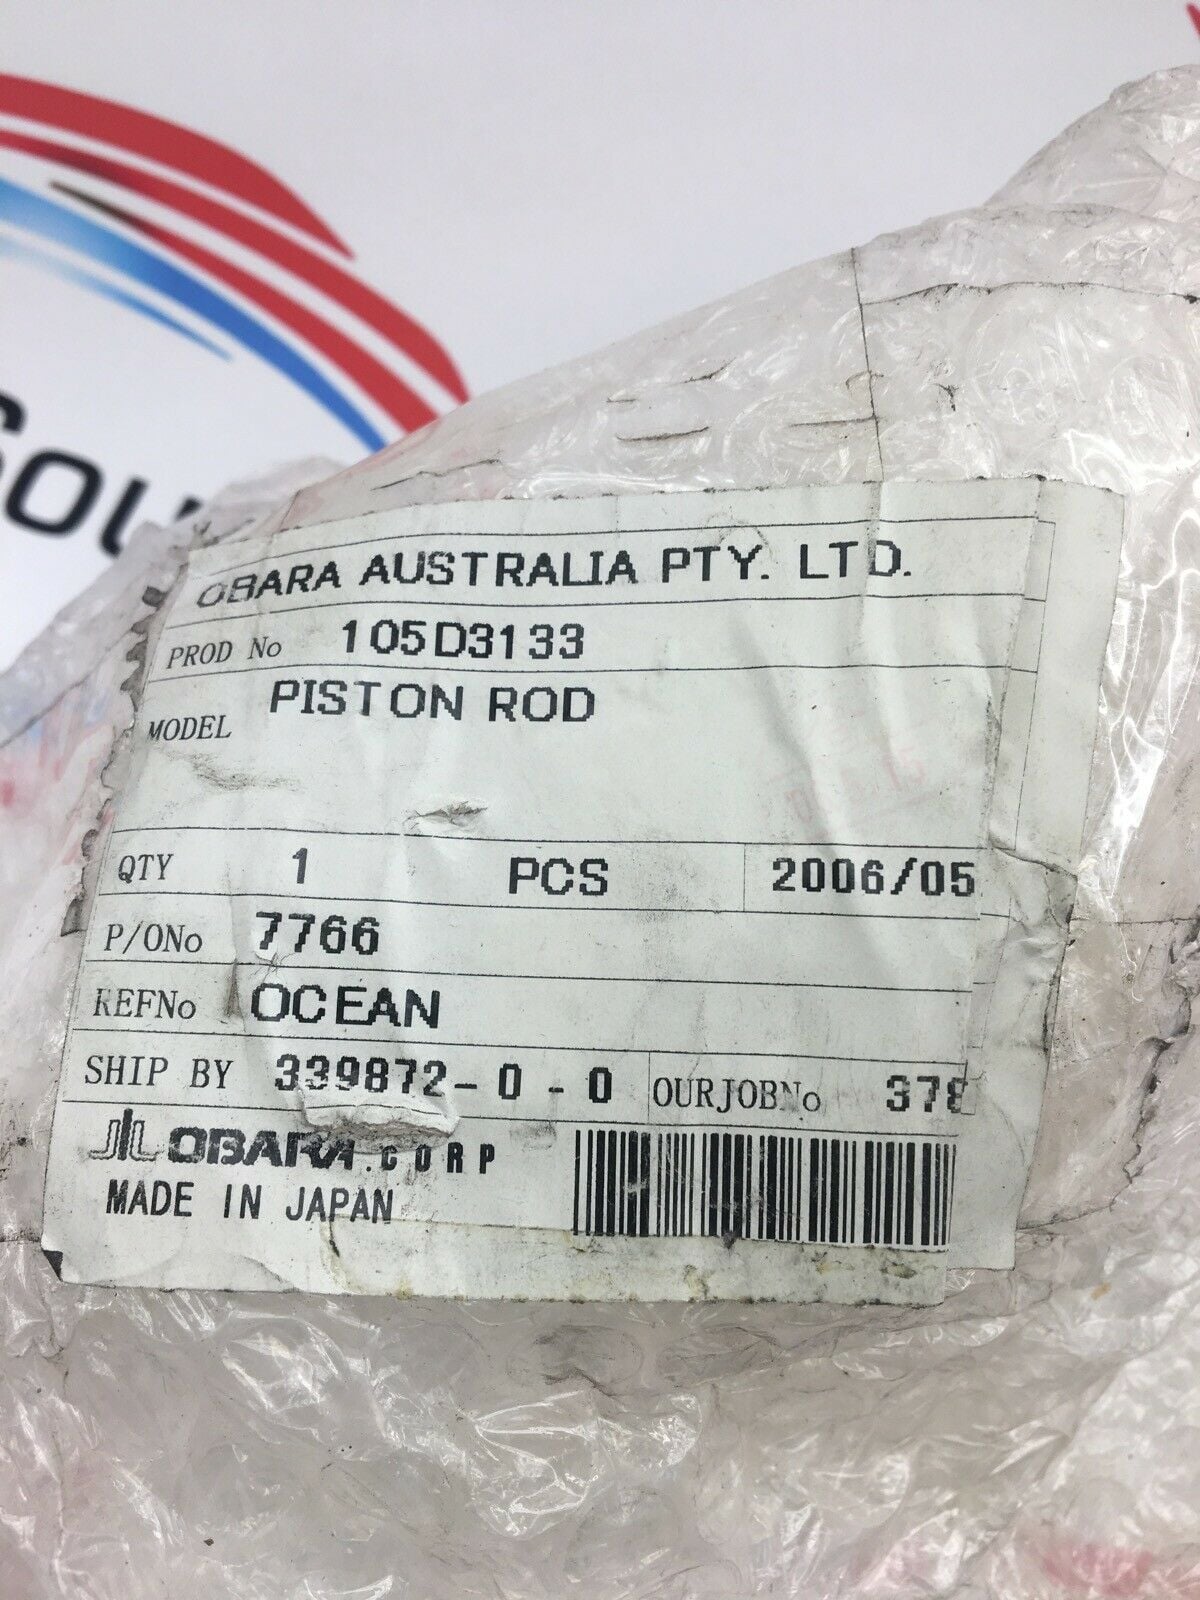 SOU
OBARA AUSTRALIA PTY. LTD.
PROD No 105D3133
MODEL PISTON ROD
QTY 1 PCS 2006/05
P/ONo 7766
REFNo OCEAN
SHIP BY 339872-0-0 OURJOBNo 378
OBARA.CORP
MADE IN JAPAN